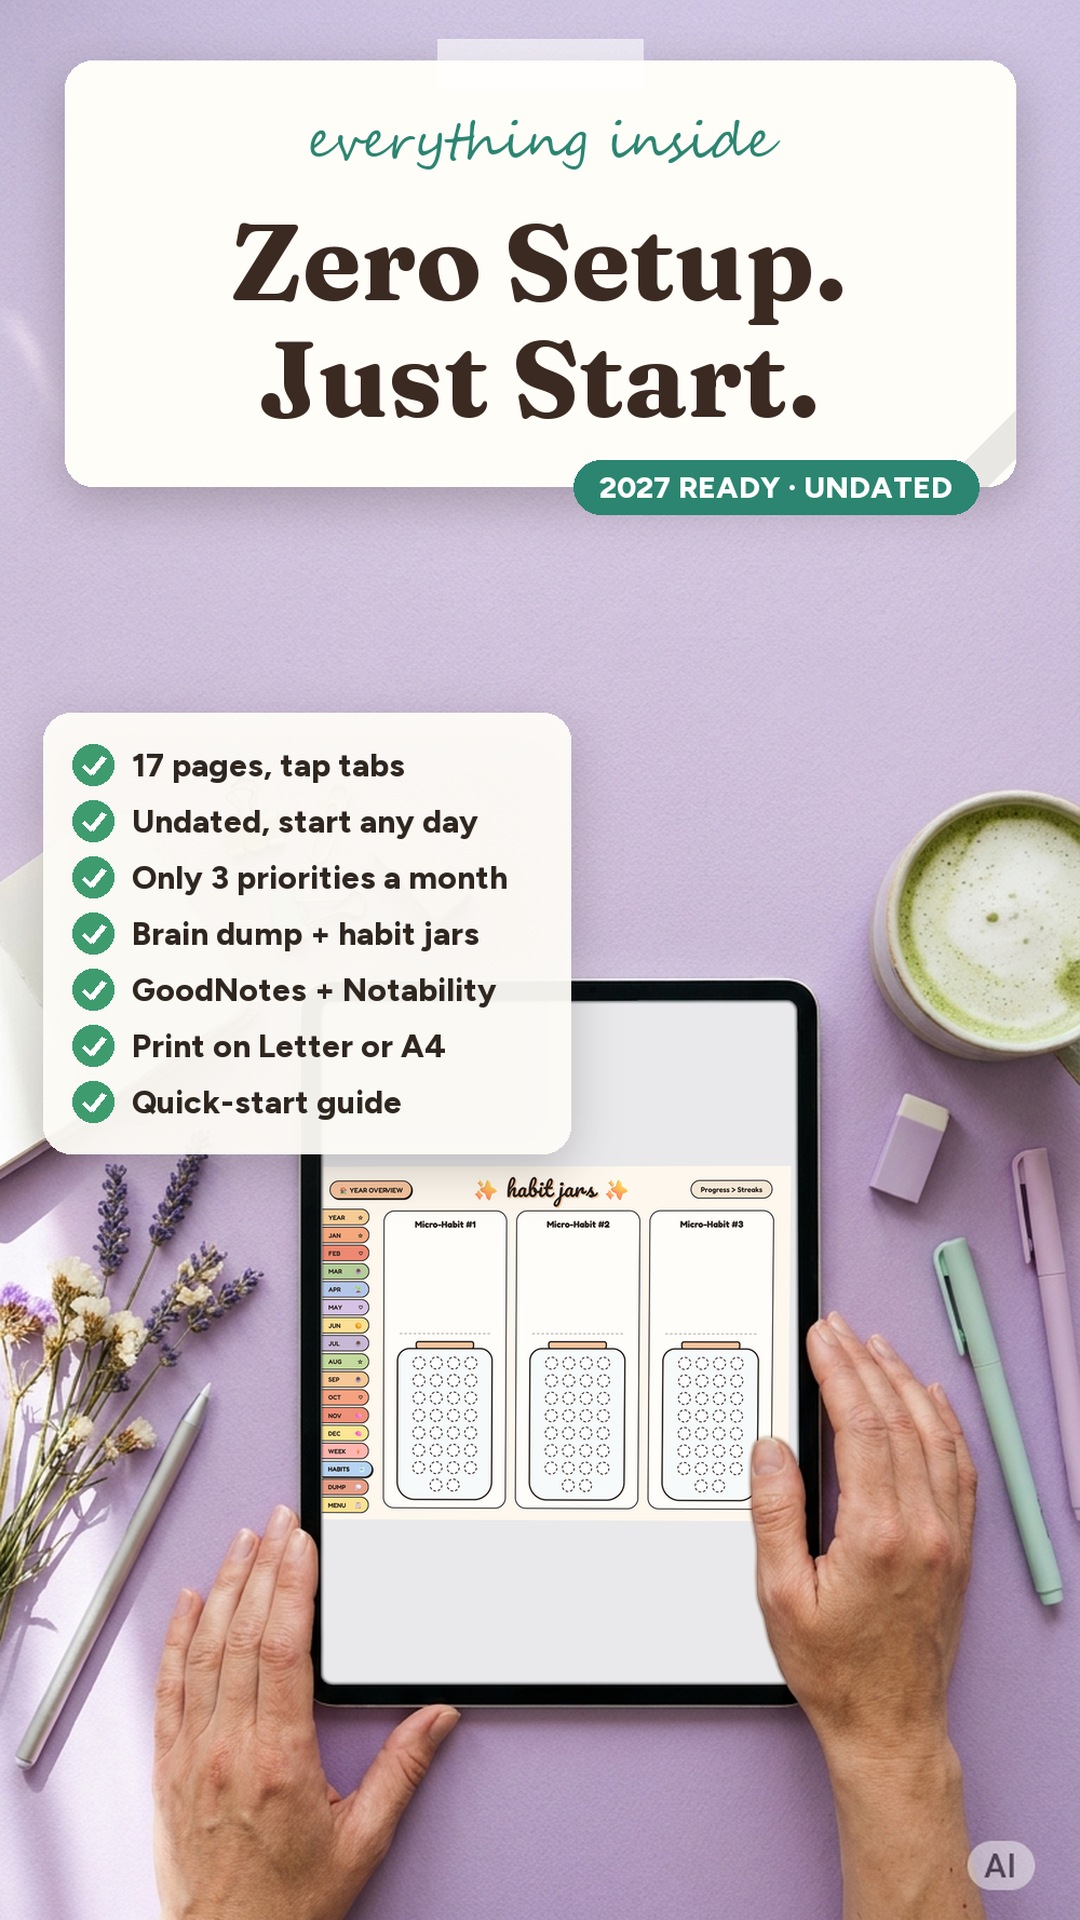 everything inside
Zero Setup.
Just Start.
2027 READY · UNDATED
17 pages, tap tabs
Undated, start any day
Only 3 priorities a month
Brain dump + habit jars
GoodNotes + Notability
Print on Letter or A4
Quick-start guide
YEAR OVERVIEW
habit jars
Progress > Streaks
YEAR
JAN
FEB
MAR
APR
MAY
JUN
JUL
AUG
SEP
OCT
NOV
DEC
WEEK
HABITS
DUMP
MENU
Micro-Habit #1
Micro-Habit #2
Micro-Habit #3
AI